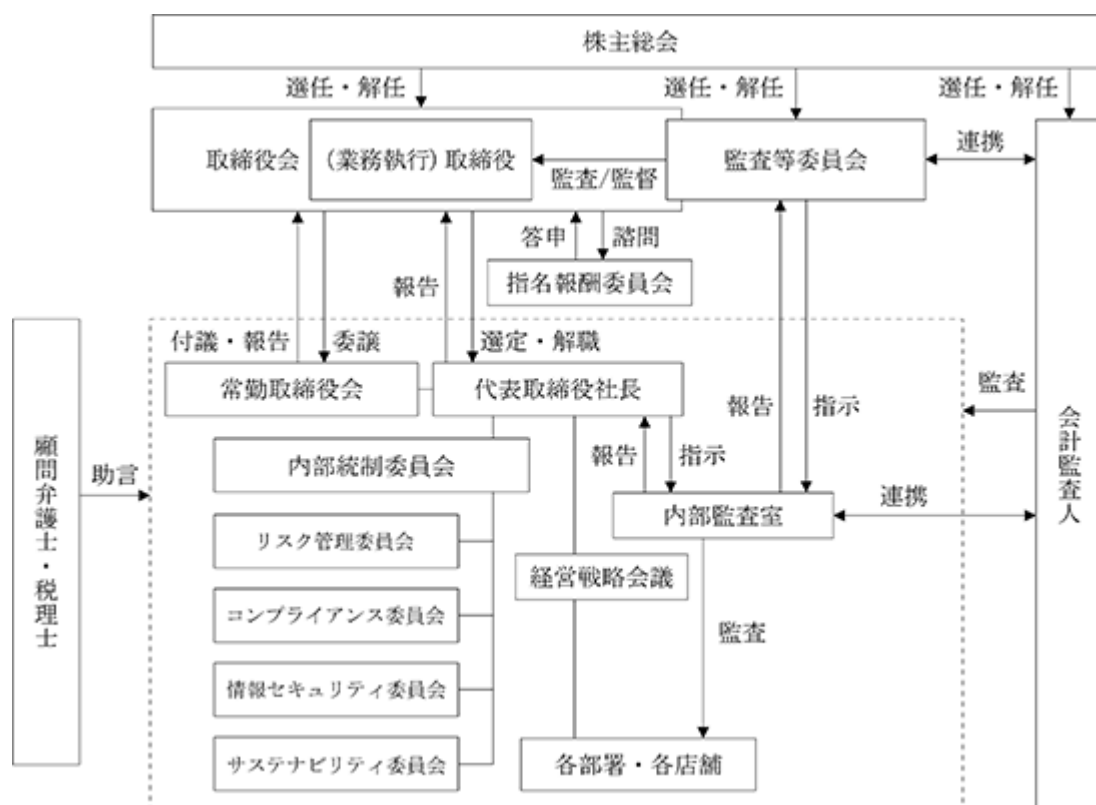 株主総会
選任・解任
選任・解任
選任・解任
取締役会
(業務執行) 取締役
監査/監督
監査等委員会
連携
答申
諮問
指名報酬委員会
報告
付議・報告
委譲
選定・解職
常勤取締役会
代表取締役社長
報告
指示
監査
会計監査人
顧問弁護士・税理士
助言
内部統制委員会
報告
指示
内部監査室
連携
リスク管理委員会
経営戦略会議
コンプライアンス委員会
監査
情報セキュリティ委員会
サステナビリティ委員会
各部署・各店舗